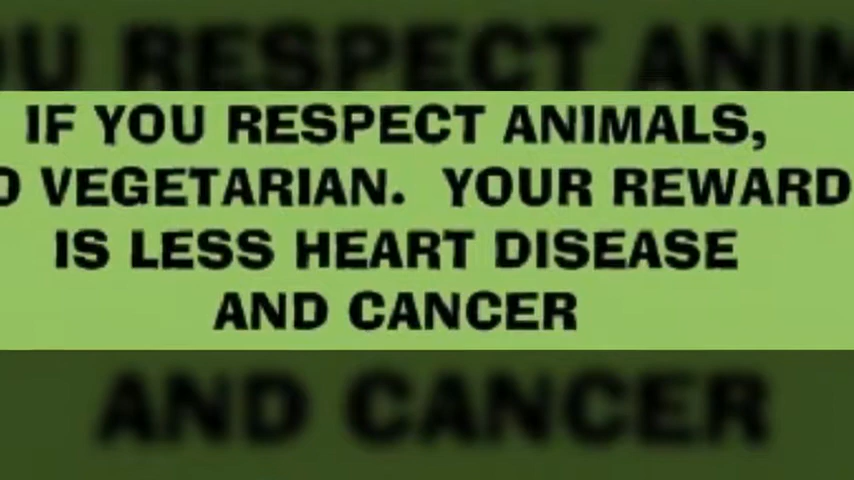 IF YOU RESPECT ANIMALS,
VEGETARIAN. YOUR REWARD
IS LESS HEART DISEASE
AND CANCER